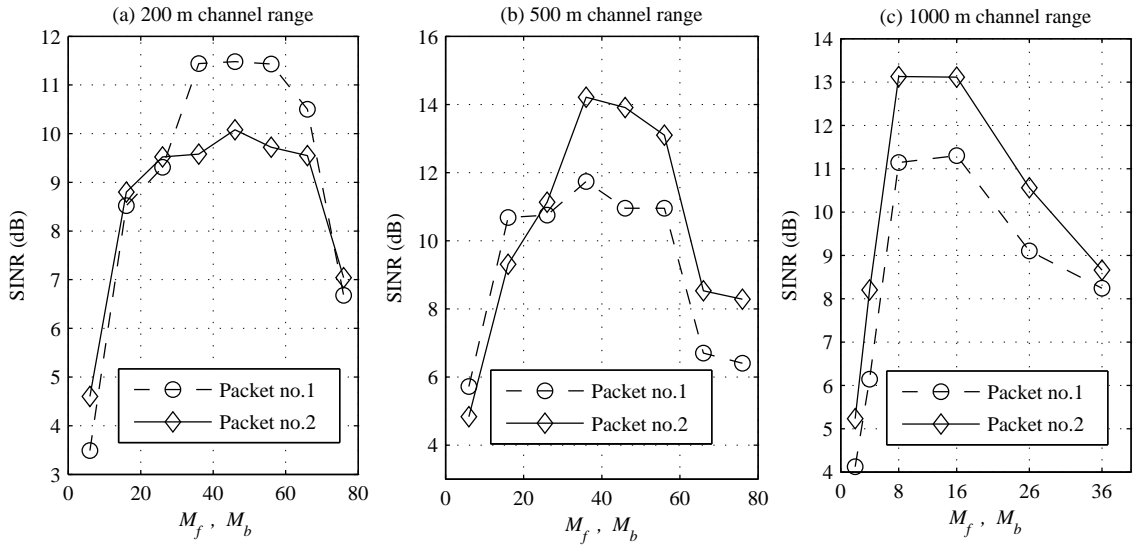 (a) 200 m channel range
12
11
10
9
8
7
6
5
4
3
0
20
40
60
80
SINR (dB)
M_f , M_b
Packet no.1
Packet no.2
(b) 500 m channel range
16
14
12
10
8
6
4
0
20
40
60
80
SINR (dB)
M_f , M_b
Packet no.1
Packet no.2
(c) 1000 m channel range
14
13
12
11
10
9
8
7
6
5
4
0
8
16
26
36
SINR (dB)
M_f , M_b
Packet no.1
Packet no.2